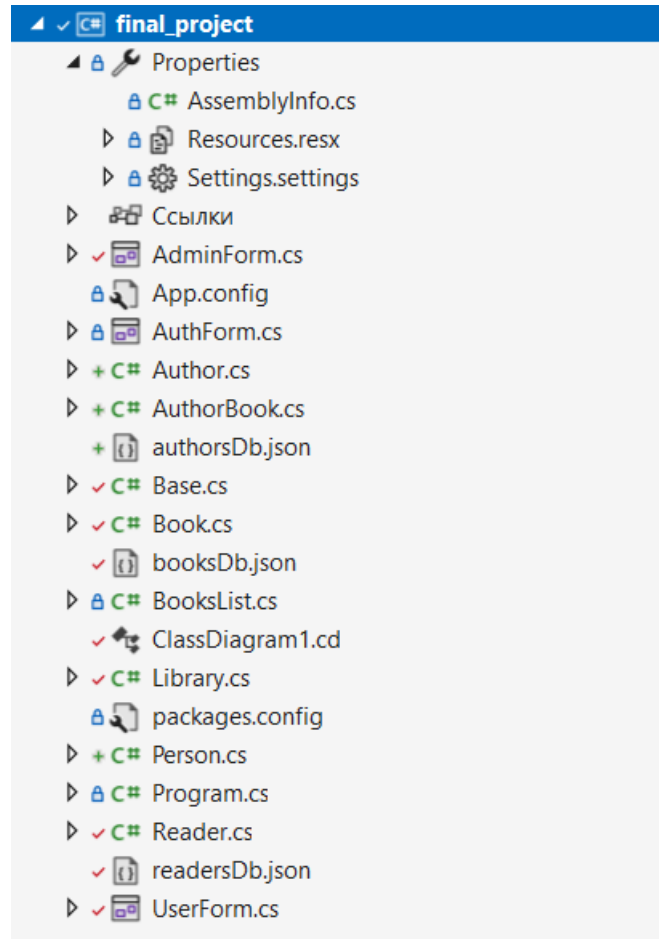 C# final_project
Properties
C# AssemblyInfo.cs
Resources.resx
Settings.settings
Ссылки
AdminForm.cs
App.config
AuthForm.cs
C# Author.cs
C# AuthorBook.cs
authorsDb.json
C# Base.cs
C# Book.cs
booksDb.json
C# BooksList.cs
ClassDiagram1.cd
C# Library.cs
packages.config
C# Person.cs
C# Program.cs
C# Reader.cs
readersDb.json
UserForm.cs